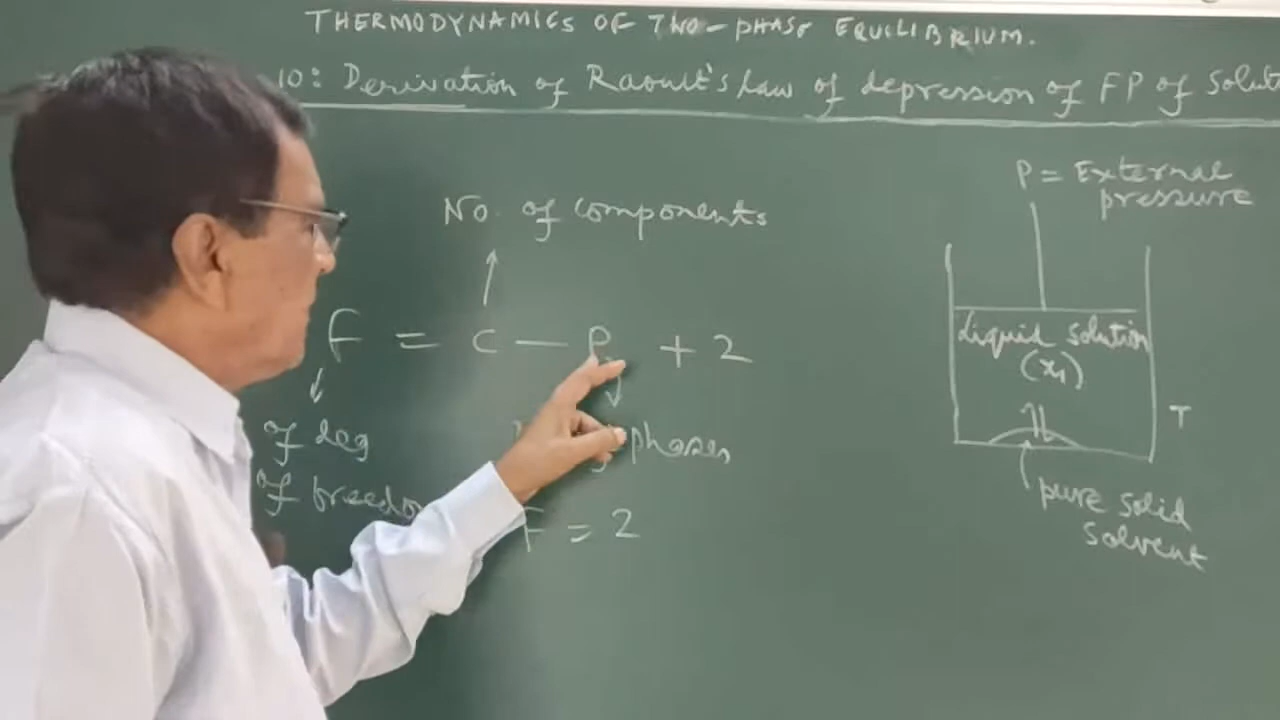 THERMODYNAMICS OF TWO-PHASE EQUILIBRIUM.
10: Derivation of Raoult's Law of depression of FP of Solut
P = External
pressure
No. of components
F = C — P + 2
of deg
of freedo
phases
F = 2
Liquid solution
(x₁)
T
pure solid
solvent